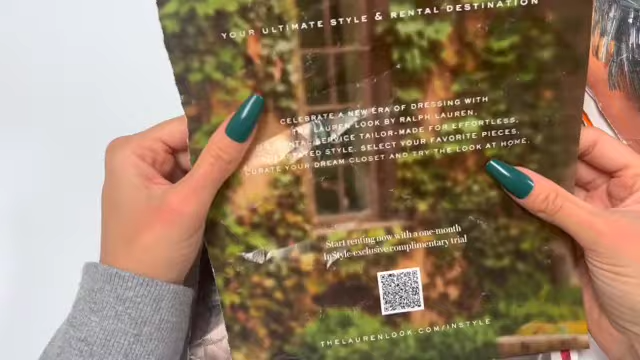 YOUR ULTIMATE STYLE & RENTAL DESTINATION
CELEBRATE A NEW ERA OF DRESSING WITH
LAUREN LOOK BY RALPH LAUREN,
SERVICE TAILOR-MADE FOR EFFORTLESS,
STYLE. SELECT YOUR FAVORITE PIECES,
CURATE YOUR DREAM CLOSET AND TRY THE LOOK AT HOME.
Start renting now with a one-month
InStyle-exclusive complimentary trial
THELAURENLOOK.COM/INSTYLE